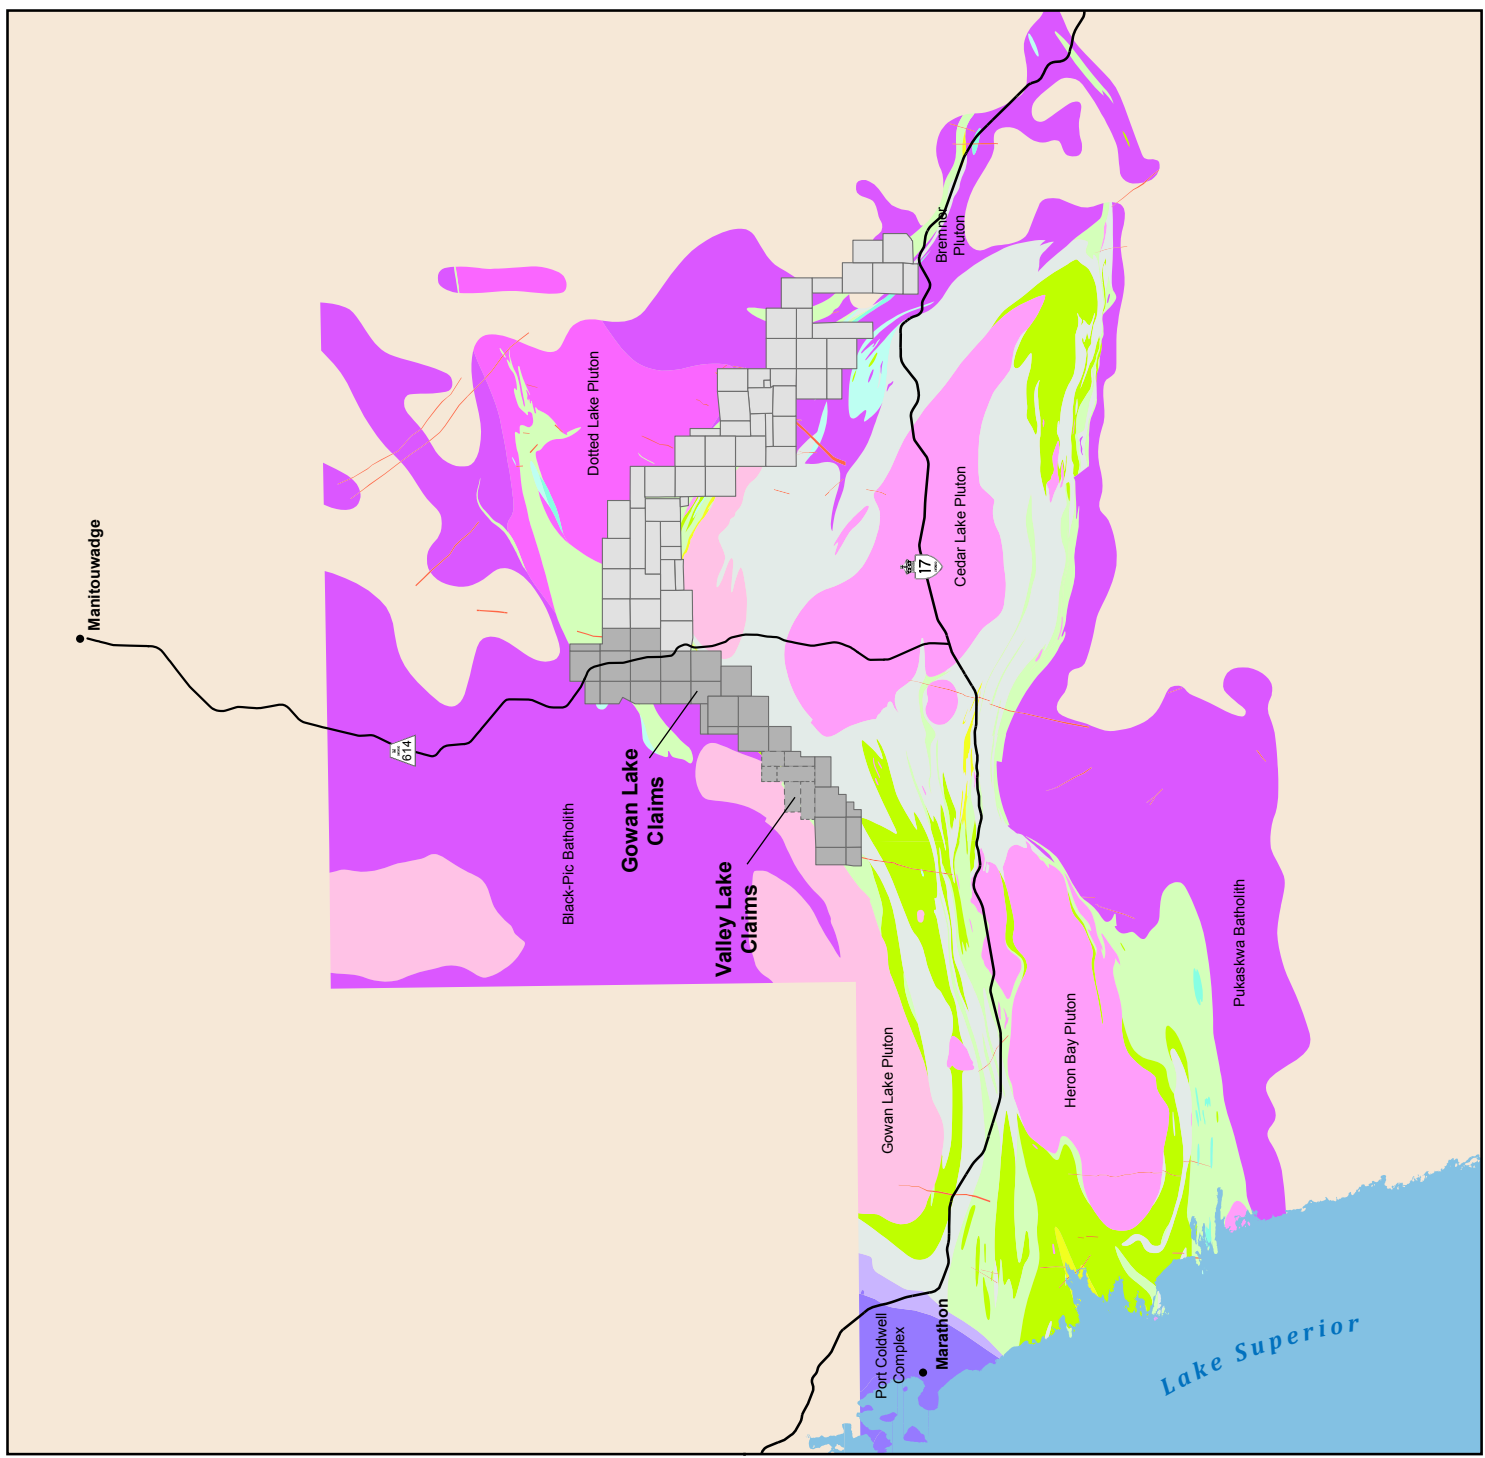 Manitouwadge
614
Dotted Lake Pluton
Bremner
Pluton
Cedar Lake Pluton
17
Gowan Lake
Claims
Black-Pic Batholith
Valley Lake
Claims
Gowan Lake Pluton
Heron Bay Pluton
Pukaskwa Batholith
Port Coldwell
Complex
Marathon
Lake Superior